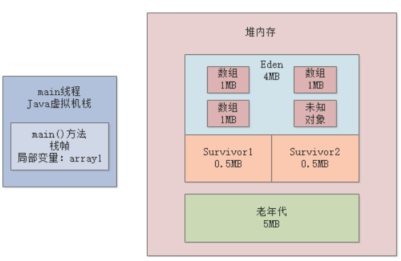 main线程
Java虚拟机栈
main()方法
栈帧
局部变量：array1
堆内存
Eden
4MB
数组
1MB
数组
1MB
数组
1MB
未知
对象
Survivor1
0.5MB
Survivor2
0.5MB
老年代
5MB